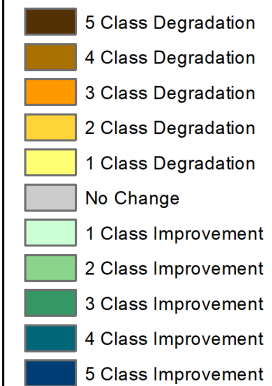 5 Class Degradation
4 Class Degradation
3 Class Degradation
2 Class Degradation
1 Class Degradation
No Change
1 Class Improvement
2 Class Improvement
3 Class Improvement
4 Class Improvement
5 Class Improvement